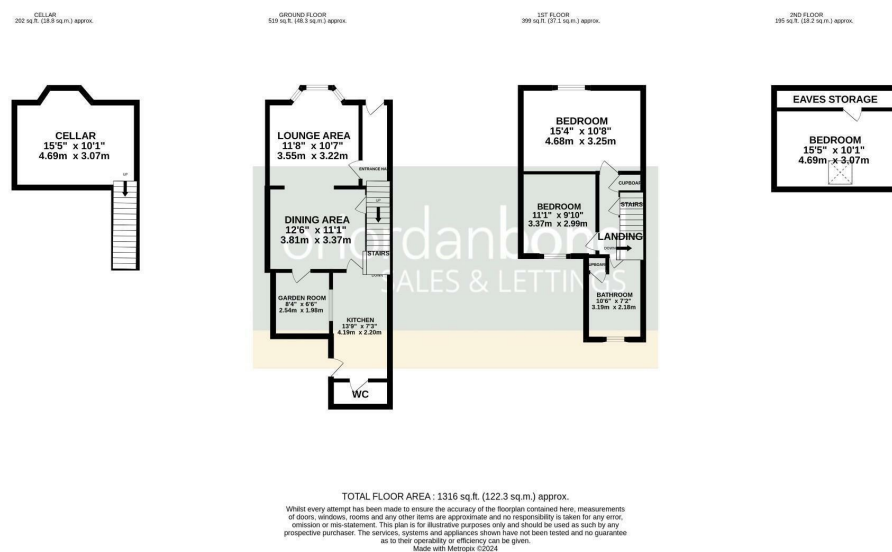 CELLAR
202 sq.ft. (18.8 sq.m.) approx.
GROUND FLOOR
519 sq.ft. (48.3 sq.m.) approx.
1ST FLOOR
399 sq.ft. (37.1 sq.m.) approx.
2ND FLOOR
195 sq.ft. (18.2 sq.m.) approx.
CELLAR
15'5" x 10'1"
4.69m x 3.07m
UP
LOUNGE AREA
11'8" x 10'7"
3.55m x 3.22m
ENTRANCE HA
DINING AREA
12'6" x 11'1"
3.81m x 3.37m
UP
STAIRS
DOWN
GARDEN ROOM
8'4" x 6'6"
2.54m x 1.98m
KITCHEN
13'9" x 7'3"
4.19m x 2.20m
WC
BEDROOM
15'4" x 10'8"
4.68m x 3.25m
CUPBOAR
BEDROOM
11'1" x 9'10"
3.37m x 2.99m
STAIRS
LANDING
DOWN
BATHROOM
10'6" x 7'2"
3.19m x 2.18m
EAVES STORAGE
BEDROOM
15'5" x 10'1"
4.69m x 3.07m
SALES & LETTINGS
TOTAL FLOOR AREA : 1316 sq.ft. (122.3 sq.m.) approx.
Whilst every attempt has been made to ensure the accuracy of the floorplan contained here, measurements
of doors, windows, rooms and any other items are approximate and no responsibility is taken for any error,
omission or mis-statement. This plan is for illustrative purposes only and should be used as such by any
prospective purchaser. The services, systems and appliances shown have not been tested and no guarantee
as to their operability or efficiency can be given.
Made with Metropix ©2024